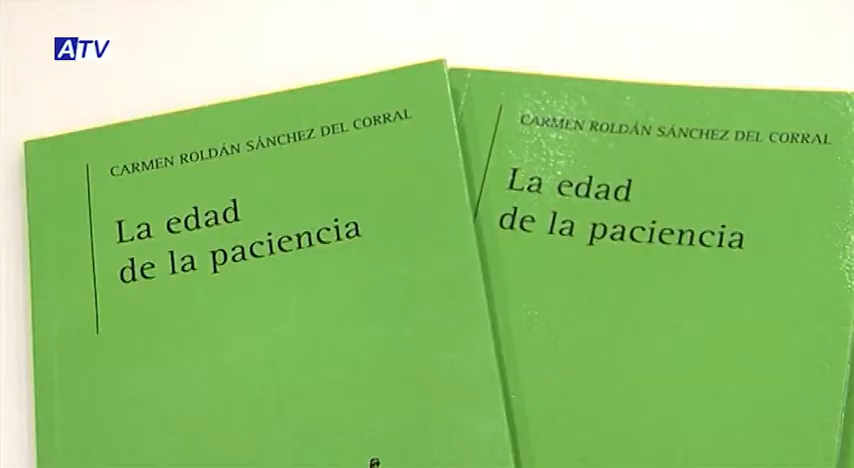 ATV
CARMEN ROLDÁN SÁNCHEZ DEL CORRAL
La edad
de la paciencia
CARMEN ROLDÁN SÁNCHEZ DEL CORRAL
La edad
de la paciencia